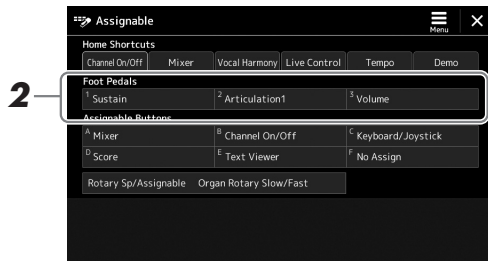 Assignable
Menu
Home Shortcuts
Channel On/Off Mixer Vocal Harmony Live Control Tempo Demo
2
Foot Pedals
1 Sustain 2 Articulation1 3 Volume
Assignable Buttons
A Mixer B Channel On/Off C Keyboard/Joystick
D Score E Text Viewer F No Assign
Rotary Sp/Assignable Organ Rotary Slow/Fast